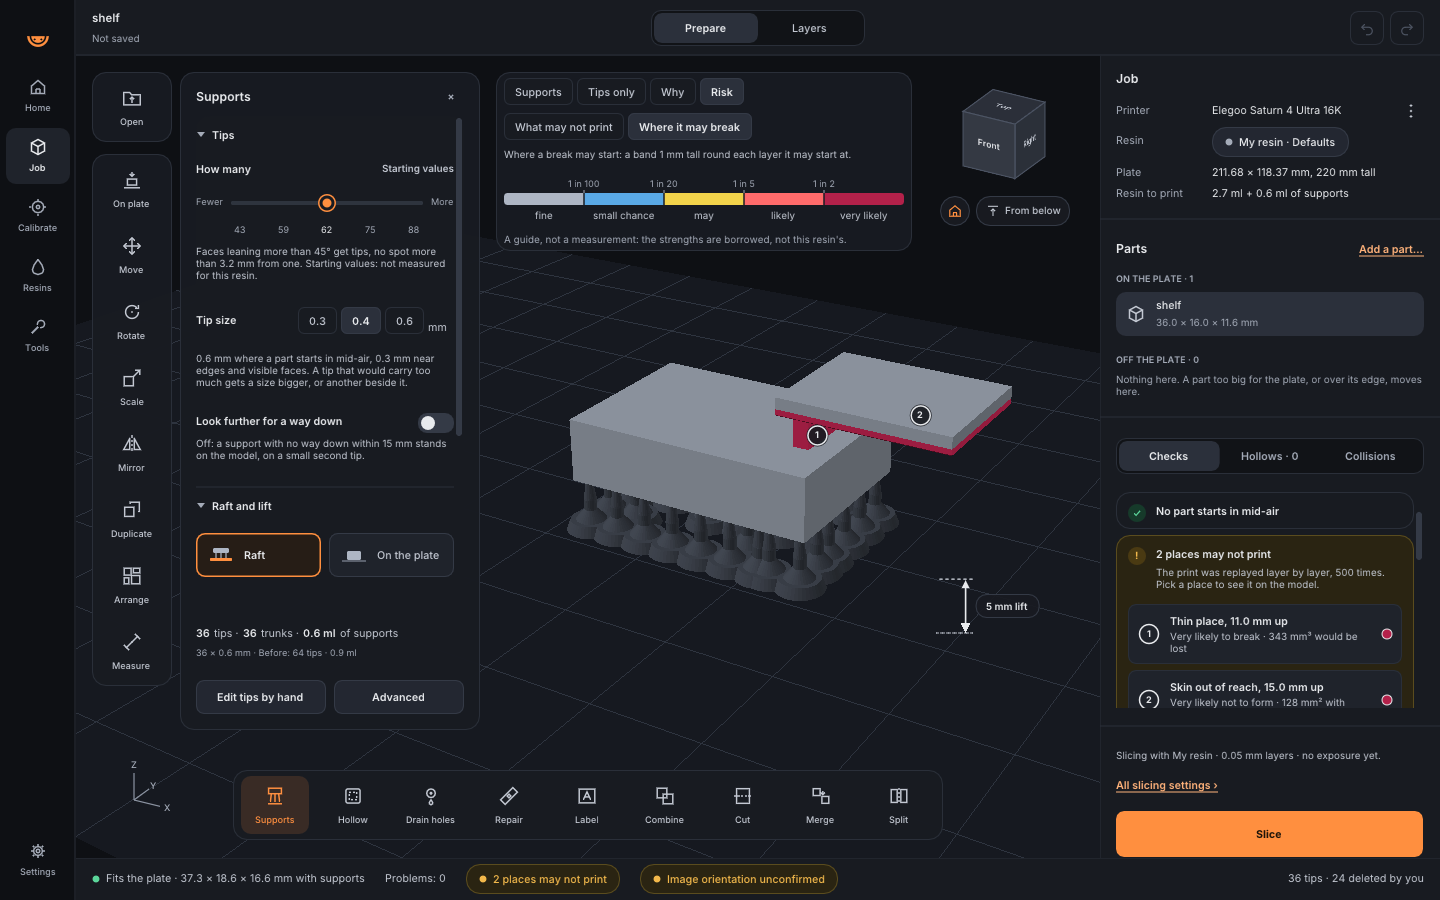 shelf
Not saved
Prepare
Layers
Home
Job
Calibrate
Resins
Tools
Settings
Open
On plate
Move
Rotate
Scale
Mirror
Duplicate
Arrange
Measure
Supports
×
Tips
How many
Starting values
Fewer
More
43 59 62 75 88
Faces leaning more than 45° get tips, no spot more
than 3.2 mm from one. Starting values: not measured
for this resin.
Tip size
0.3 0.4 0.6 mm
0.6 mm where a part starts in mid-air, 0.3 mm near
edges and visible faces. A tip that would carry too
much gets a size bigger, or another beside it.
Look further for a way down
Off: a support with no way down within 15 mm stands
on the model, on a small second tip.
Raft and lift
Raft
On the plate
36 tips · 36 trunks · 0.6 ml of supports
36 × 0.6 mm · Before: 64 tips · 0.9 ml
Edit tips by hand
Advanced
Supports
Tips only
Why
Risk
What may not print
Where it may break
Where a break may start: a band 1 mm tall round each layer it may start at.
1 in 100 1 in 20 1 in 5 1 in 2
fine small chance may likely very likely
A guide, not a measurement: the strengths are borrowed, not this resin's.
Top
Front
Right
From below
1
2
5 mm lift
Z
Y
X
Supports
Hollow
Drain holes
Repair
Label
Combine
Cut
Merge
Split
Job
Printer
Elegoo Saturn 4 Ultra 16K
Resin
My resin · Defaults
Plate
211.68 × 118.37 mm, 220 mm tall
Resin to print
2.7 ml + 0.6 ml of supports
Parts
Add a part...
ON THE PLATE · 1
shelf
36.0 × 16.0 × 11.6 mm
OFF THE PLATE · 0
Nothing here. A part too big for the plate, or over its edge, moves
here.
Checks
Hollows · 0
Collisions
No part starts in mid-air
! 2 places may not print
The print was replayed layer by layer, 500 times.
Pick a place to see it on the model.
1 Thin place, 11.0 mm up
Very likely to break · 343 mm³ would be
lost
2 Skin out of reach, 15.0 mm up
Very likely not to form · 128 mm² with
Slicing with My resin · 0.05 mm layers · no exposure yet.
All slicing settings ›
Slice
Fits the plate · 37.3 × 18.6 × 16.6 mm with supports
Problems: 0
2 places may not print
Image orientation unconfirmed
36 tips · 24 deleted by you